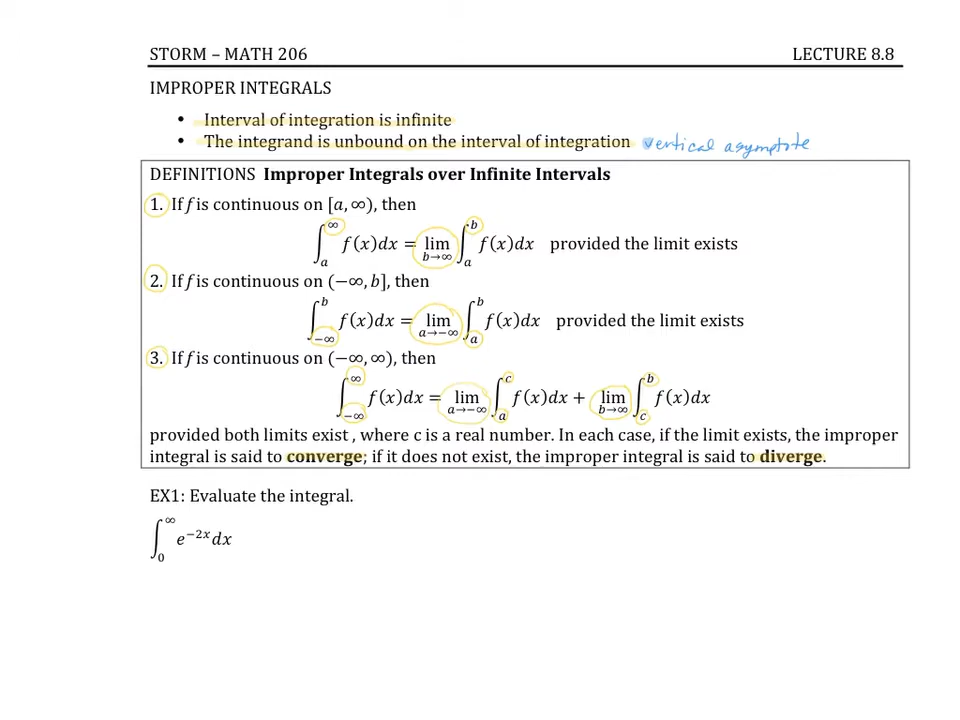 STORM – MATH 206 LECTURE 8.8
IMPROPER INTEGRALS
• Interval of integration is infinite
• The integrand is unbound on the interval of integration vertical asymptote
DEFINITIONS Improper Integrals over Infinite Intervals
1. If f is continuous on [a, ∞), then
∫_a^∞ f(x)dx = lim_{b→∞} ∫_a^b f(x)dx provided the limit exists
2. If f is continuous on (−∞, b], then
∫_{−∞}^b f(x)dx = lim_{a→−∞} ∫_a^b f(x)dx provided the limit exists
3. If f is continuous on (−∞, ∞), then
∫_{−∞}^∞ f(x)dx = lim_{a→−∞} ∫_a^c f(x)dx + lim_{b→∞} ∫_c^b f(x)dx
provided both limits exist , where c is a real number. In each case, if the limit exists, the improper
integral is said to converge; if it does not exist, the improper integral is said to diverge.
EX1: Evaluate the integral.
∫_0^∞ e^{−2x}dx